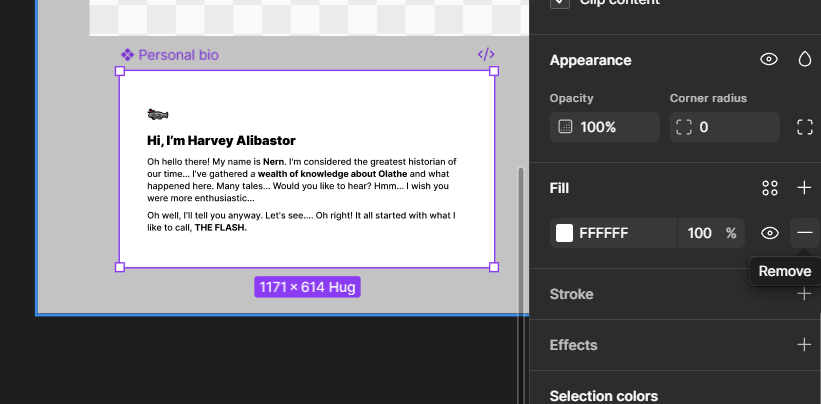 Clip content
Personal bio
Appearance
Opacity
Corner radius
100%
0
Hi, I'm Harvey Alibastor
Oh hello there! My name is Nern. I'm considered the greatest historian of
our time... I've gathered a wealth of knowledge about Olathe and what
happened here. Many tales... Would you like to hear? Hmm... I wish you
were more enthusiastic...
Oh well, I'll tell you anyway. Let's see.... Oh right! It all started with what I
like to call, THE FLASH.
Fill
FFFFFF
100
%
Remove
1171 × 614 Hug
Stroke
Effects
Selection colors